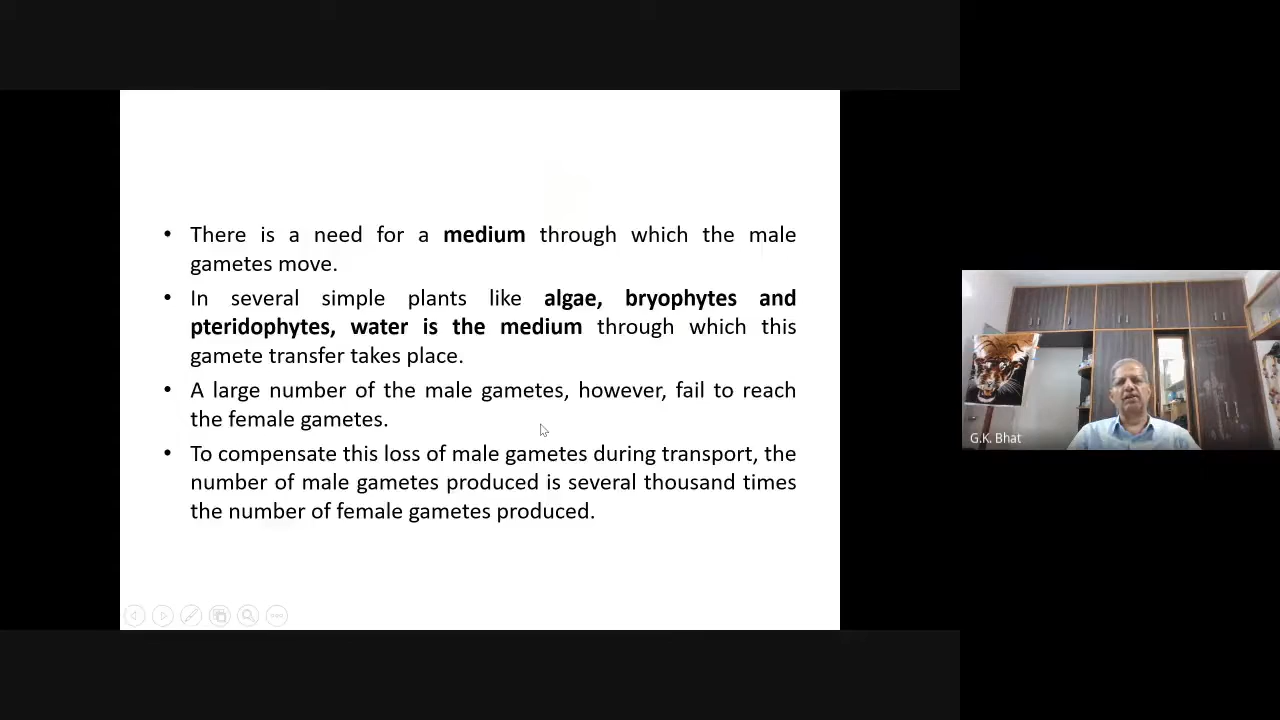 • There is a need for a medium through which the male
gametes move.
• In several simple plants like algae, bryophytes and
pteridophytes, water is the medium through which this
gamete transfer takes place.
• A large number of the male gametes, however, fail to reach
the female gametes.
• To compensate this loss of male gametes during transport, the
number of male gametes produced is several thousand times
the number of female gametes produced.
G.K. Bhat